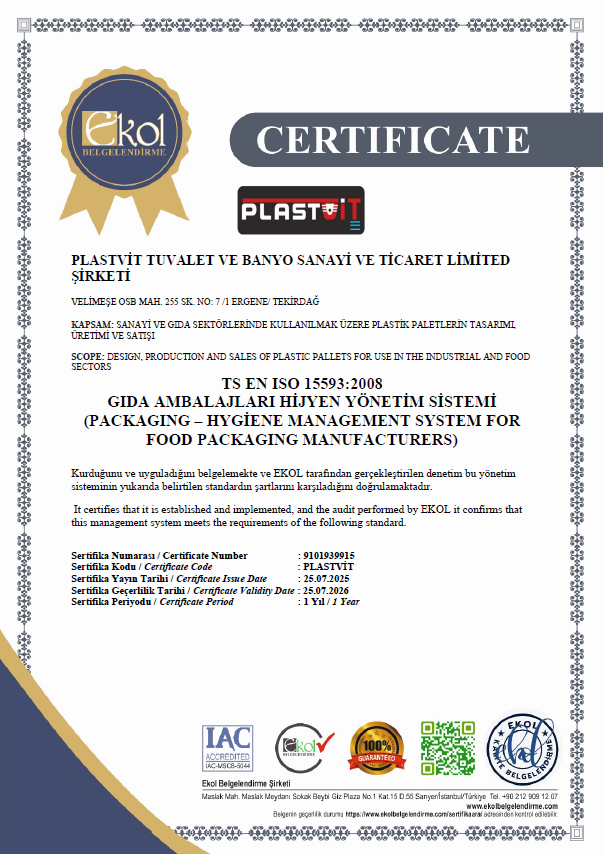 Ekol
BELGELENDİRME
CERTIFICATE
PLASTVİT
PLASTVİT TUVALET VE BANYO SANAYİ VE TİCARET LİMİTED
ŞİRKETİ
VELİMEŞE OSB MAH. 255 SK. NO: 7 /1 ERGENE/ TEKİRDAĞ
KAPSAM: SANAYİ VE GIDA SEKTÖRLERİNDE KULLANILMAK ÜZERE PLASTİK PALETLERİN TASARIMI,
ÜRETİMİ VE SATIŞI
SCOPE: DESIGN, PRODUCTION AND SALES OF PLASTIC PALLETS FOR USE IN THE INDUSTRIAL AND FOOD
SECTORS
TS EN ISO 15593:2008
GIDA AMBALAJLARI HİJYEN YÖNETİM SİSTEMİ
(PACKAGING – HYGİENE MANAGEMENT SYSTEM FOR
FOOD PACKAGING MANUFACTURERS)
Kurduğunu ve uyguladığını belgelemekte ve EKOL tarafından gerçekleştirilen denetim bu yönetim
sisteminin yukarıda belirtilen standardın şartlarını karşıladığını doğrulamaktadır.
It certifies that it is established and implemented, and the audit performed by EKOL it confirms that
this management system meets the requirements of the following standard.
Sertifika Numarası / Certificate Number : 9101939915
Sertifika Kodu / Certificate Code : PLASTVİT
Sertifika Yayın Tarihi / Certificate Issue Date : 25.07.2025
Sertifika Geçerlilik Tarihi / Certificate Validity Date : 25.07.2026
Sertifika Periyodu / Certificate Period : 1 Yıl / 1 Year
IAC
ACCREDITED
IAC-MSCB-5044
Ekol
100%
GUARANTEED
EKOL
BELGELENDİRME
Ekol Belgelendirme Şirketi
Maslak Mah. Maslak Meydanı Sokak Beybi Giz Plaza No.1 Kat.15 D.55 Sarıyer/İstanbul/Türkiye Tel. +90 212 909 12 07
www.ekolbelgelendirme.com
Belgenin geçerlilik durumu https://www.ekolbelgelendirme.com/sertifikaara/ adresinden kontrol edilebilir.